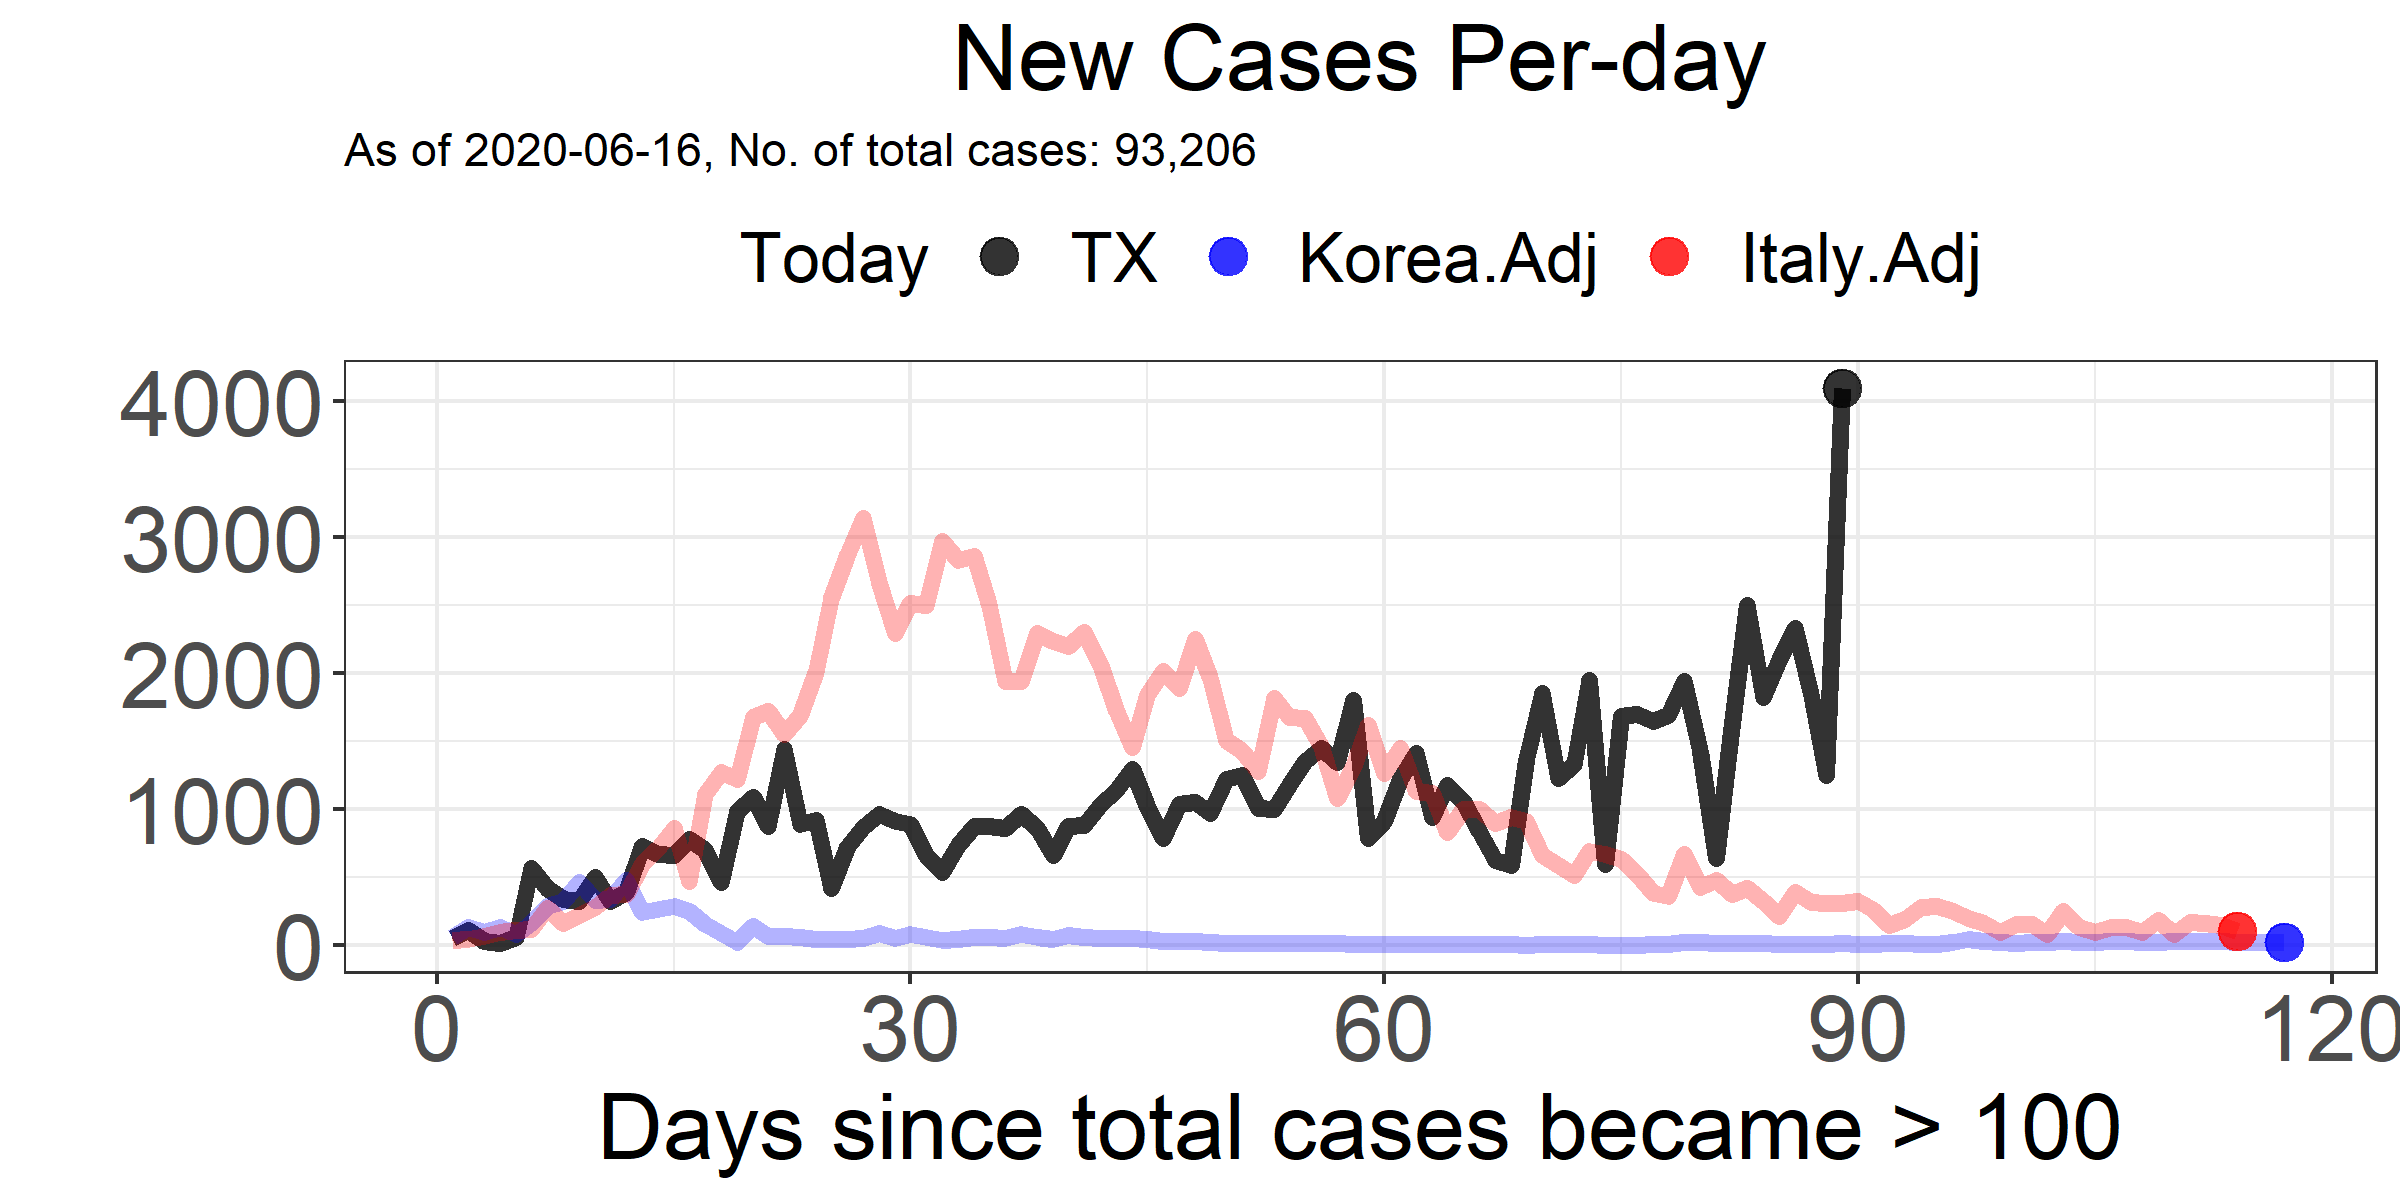 New Cases Per-day
As of 2020-06-16, No. of total cases: 93,206
Today TX Korea.Adj Italy.Adj
4000
3000
2000
1000
0
0 30 60 90 120
Days since total cases became > 100